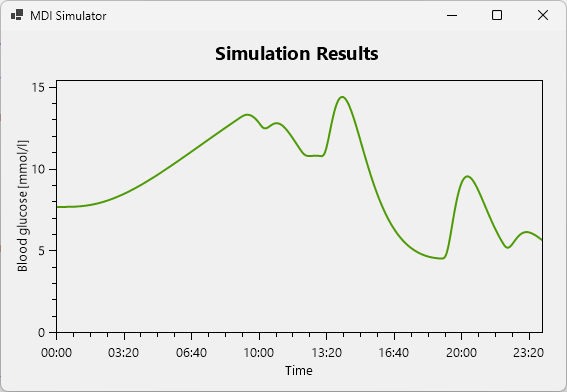 MDI Simulator
Simulation Results
Blood glucose [mmol/l]
15
10
5
0
00:00 03:20 06:40 10:00 13:20 16:40 20:00 23:20
Time